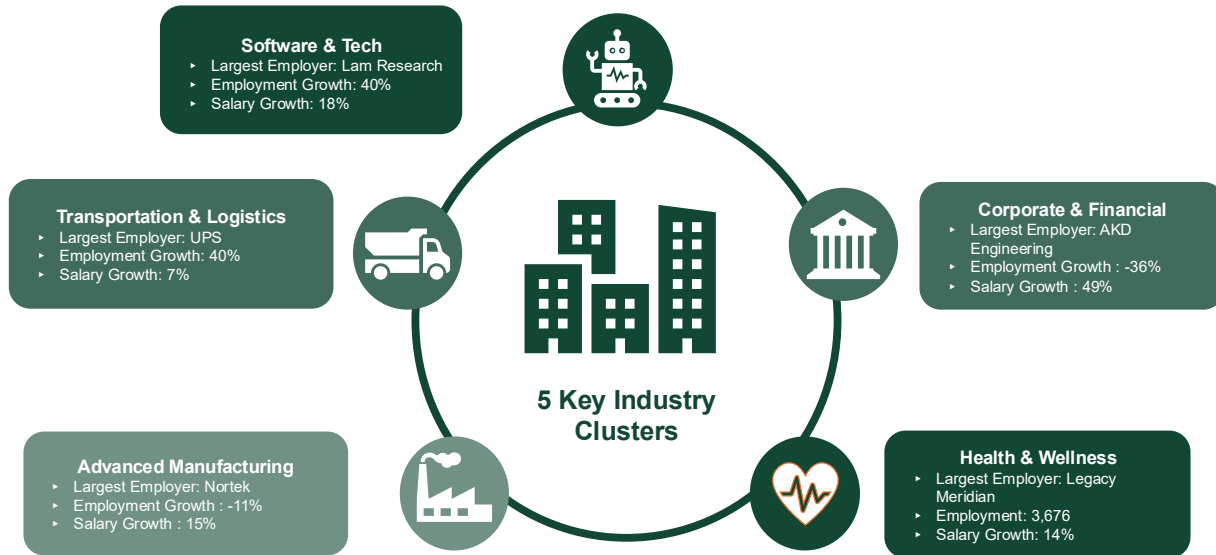 Software & Tech
▸ Largest Employer: Lam Research
▸ Employment Growth: 40%
▸ Salary Growth: 18%
Transportation & Logistics
▸ Largest Employer: UPS
▸ Employment Growth: 40%
▸ Salary Growth: 7%
Corporate & Financial
▸ Largest Employer: AKD
Engineering
▸ Employment Growth : -36%
▸ Salary Growth : 49%
5 Key Industry
Clusters
Advanced Manufacturing
▸ Largest Employer: Nortek
▸ Employment Growth : -11%
▸ Salary Growth : 15%
Health & Wellness
▸ Largest Employer: Legacy
Meridian
▸ Employment: 3,676
▸ Salary Growth: 14%